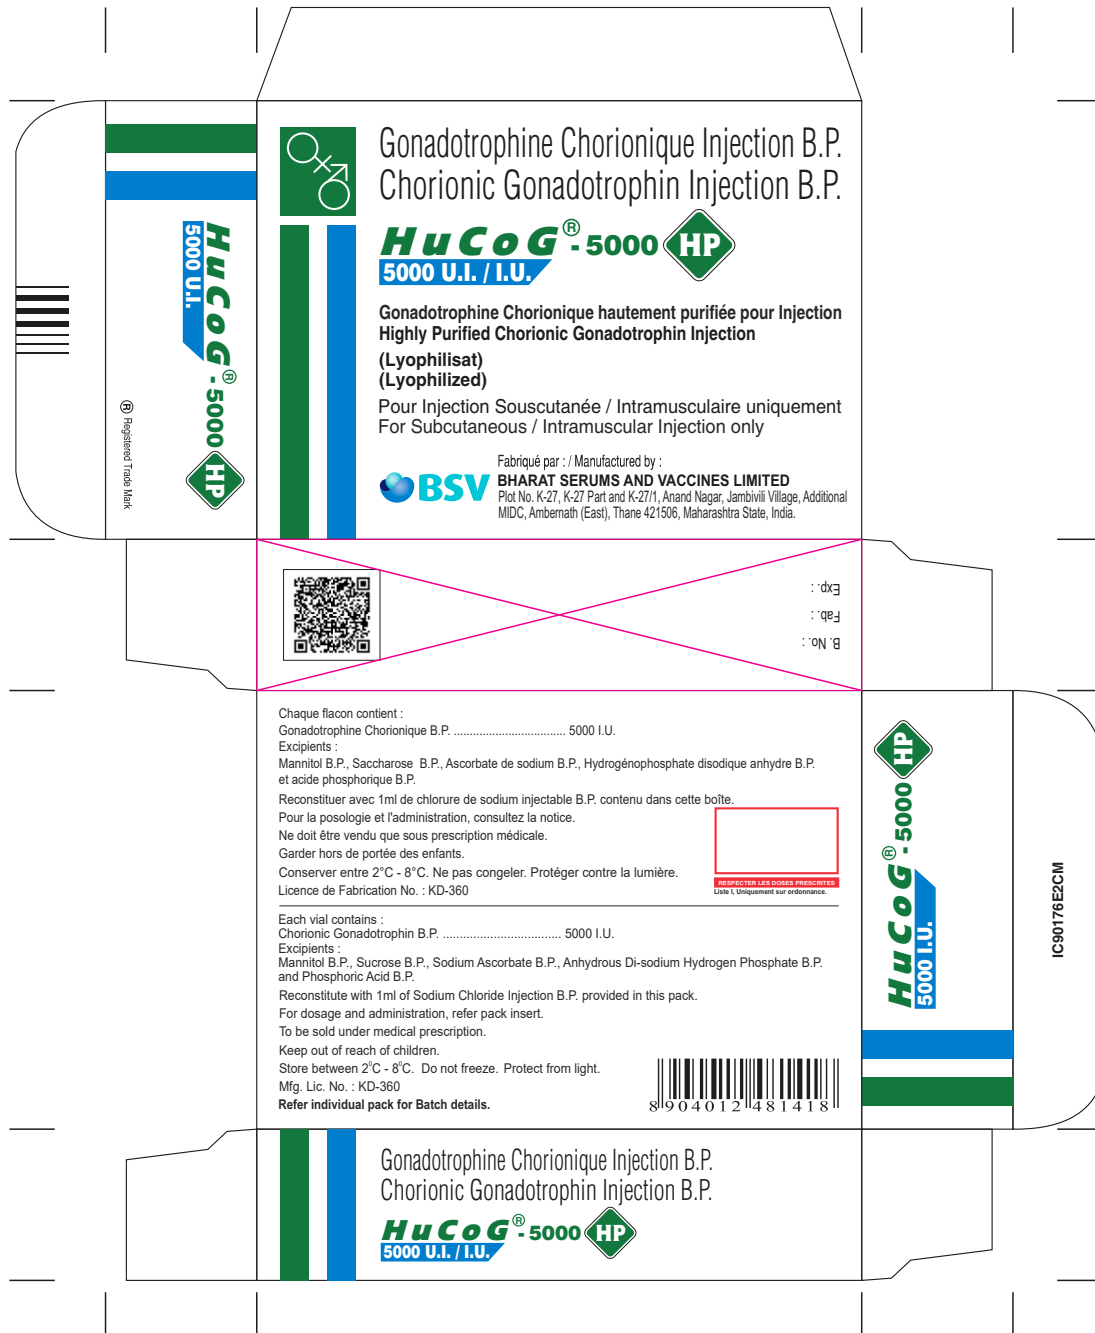 Gonadotrophine Chorionique Injection B.P.
Chorionic Gonadotrophin Injection B.P.
HuCoG®- 5000 HP
5000 U.I. / I.U.
Gonadotrophine Chorionique hautement purifiée pour Injection
Highly Purified Chorionic Gonadotrophin Injection
(Lyophilisat)
(Lyophilized)
Pour Injection Souscutanée / Intramusculaire uniquement
For Subcutaneous / Intramuscular Injection only
Fabriqué par : / Manufactured by :
BSV
BHARAT SERUMS AND VACCINES LIMITED
Plot No. K-27, K-27 Part and K-27/1, Anand Nagar, Jambivili Village, Additional
MIDC, Ambernath (East), Thane 421506, Maharashtra State, India.
HuCoG®- 5000 HP
5000 U.I.
® Registered Trade Mark
B. No. :
Fab. :
Exp. :
Chaque flacon contient :
Gonadotrophine Chorionique B.P. ................................... 5000 I.U.
Excipients :
Mannitol B.P., Saccharose B.P., Ascorbate de sodium B.P., Hydrogénophosphate disodique anhydre B.P.
et acide phosphorique B.P.
Reconstituer avec 1ml de chlorure de sodium injectable B.P. contenu dans cette boîte.
Pour la posologie et l'administration, consultez la notice.
Ne doit être vendu que sous prescription médicale.
Garder hors de portée des enfants.
Conserver entre 2°C - 8°C. Ne pas congeler. Protéger contre la lumière.
Licence de Fabrication No. : KD-360
RESPECTER LES DOSES PRESCRITES
Liste I, Uniquement sur ordonnance.
Each vial contains :
Chorionic Gonadotrophin B.P. ................................... 5000 I.U.
Excipients :
Mannitol B.P., Sucrose B.P., Sodium Ascorbate B.P., Anhydrous Di-sodium Hydrogen Phosphate B.P.
and Phosphoric Acid B.P.
Reconstitute with 1ml of Sodium Chloride Injection B.P. provided in this pack.
For dosage and administration, refer pack insert.
To be sold under medical prescription.
Keep out of reach of children.
Store between 2⁰C - 8⁰C. Do not freeze. Protect from light.
Mfg. Lic. No. : KD-360
Refer individual pack for Batch details.
8 904012 481418
HuCoG®- 5000 HP
5000 I.U.
IC90176E2CM
Gonadotrophine Chorionique Injection B.P.
Chorionic Gonadotrophin Injection B.P.
HuCoG®- 5000 HP
5000 U.I. / I.U.